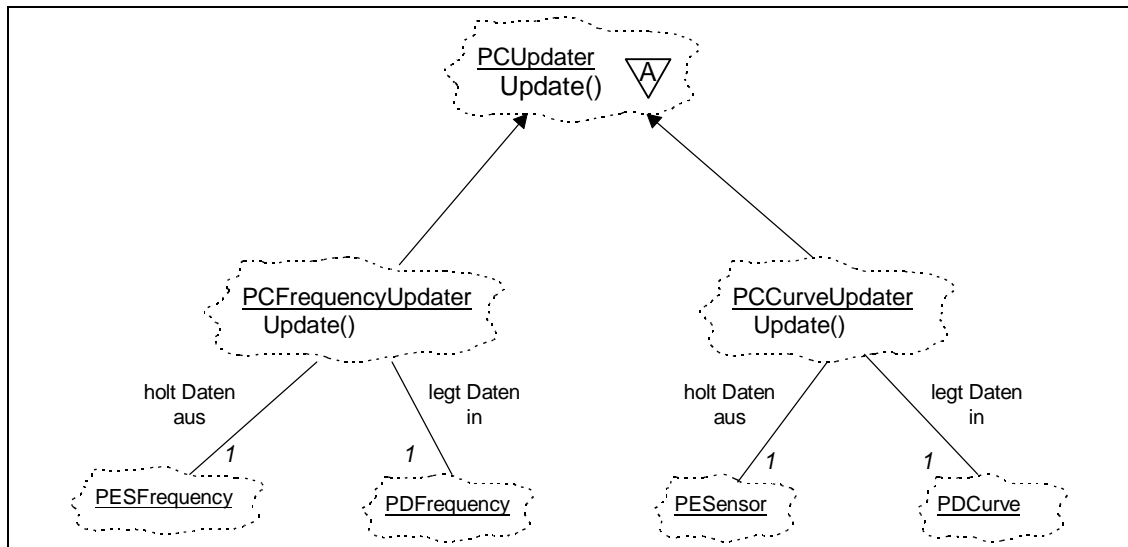 PCUpdater
Update()
A
PCFrequencyUpdater
Update()
PCCurveUpdater
Update()
holt Daten
aus
legt Daten
in
holt Daten
aus
legt Daten
in
1
1
1
1
PESFrequency
PDFrequency
PESensor
PDCurve